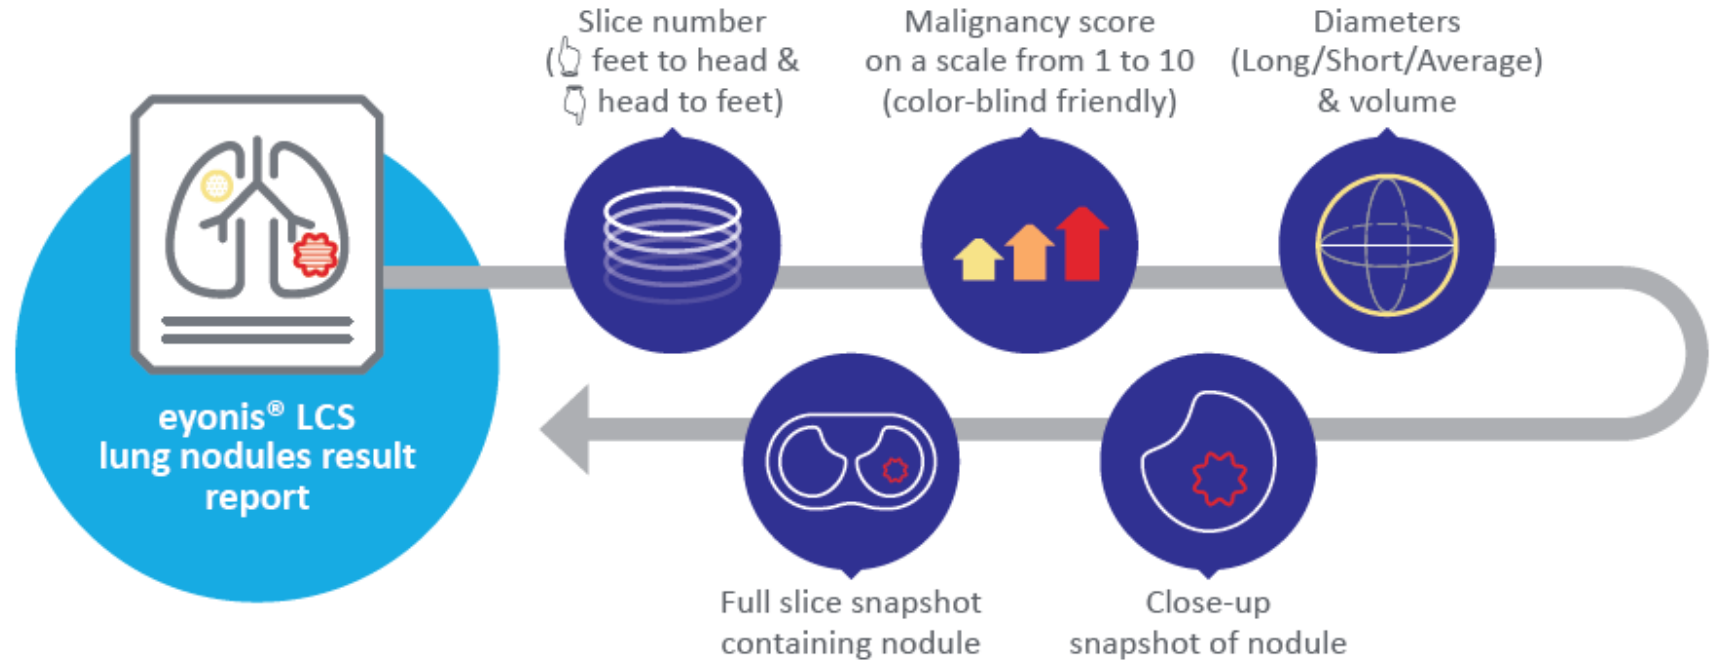 Slice number
(👆 feet to head &
👇 head to feet)
Malignancy score
on a scale from 1 to 10
(color-blind friendly)
Diameters
(Long/Short/Average)
& volume
eyonis® LCS
lung nodules result
report
Full slice snapshot
containing nodule
Close-up
snapshot of nodule